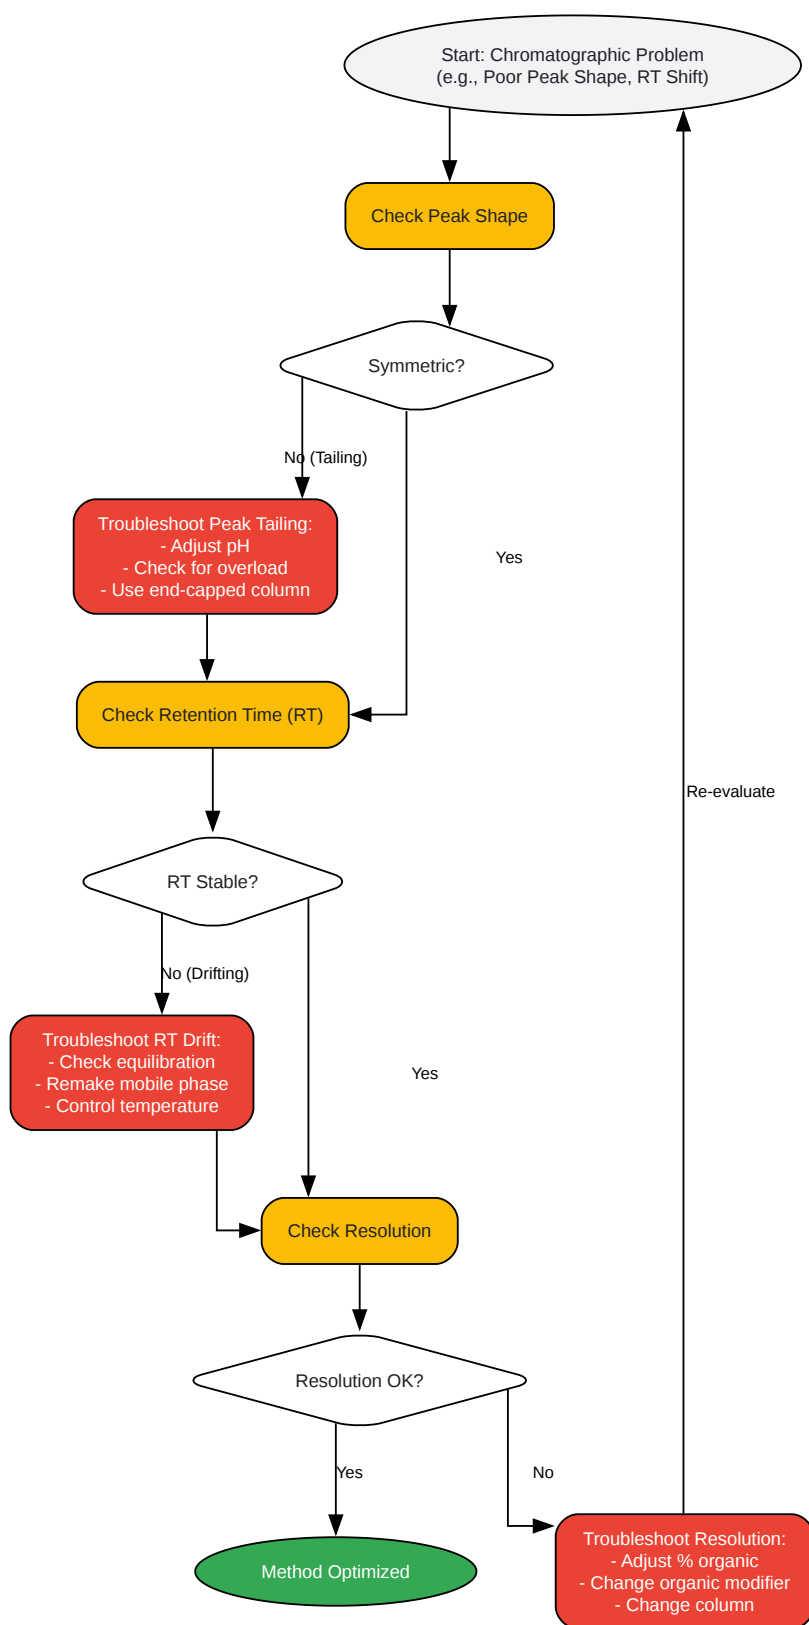 Start: Chromatographic Problem
(e.g., Poor Peak Shape, RT Shift)
Check Peak Shape
Symmetric?
No (Tailing)
Troubleshoot Peak Tailing:
- Adjust pH
- Check for overload
- Use end-capped column
Yes
Check Retention Time (RT)
Re-evaluate
RT Stable?
No (Drifting)
Troubleshoot RT Drift:
- Check equilibration
- Remake mobile phase
- Control temperature
Yes
Check Resolution
Resolution OK?
Yes
No
Method Optimized
Troubleshoot Resolution:
- Adjust % organic
- Change organic modifier
- Change column